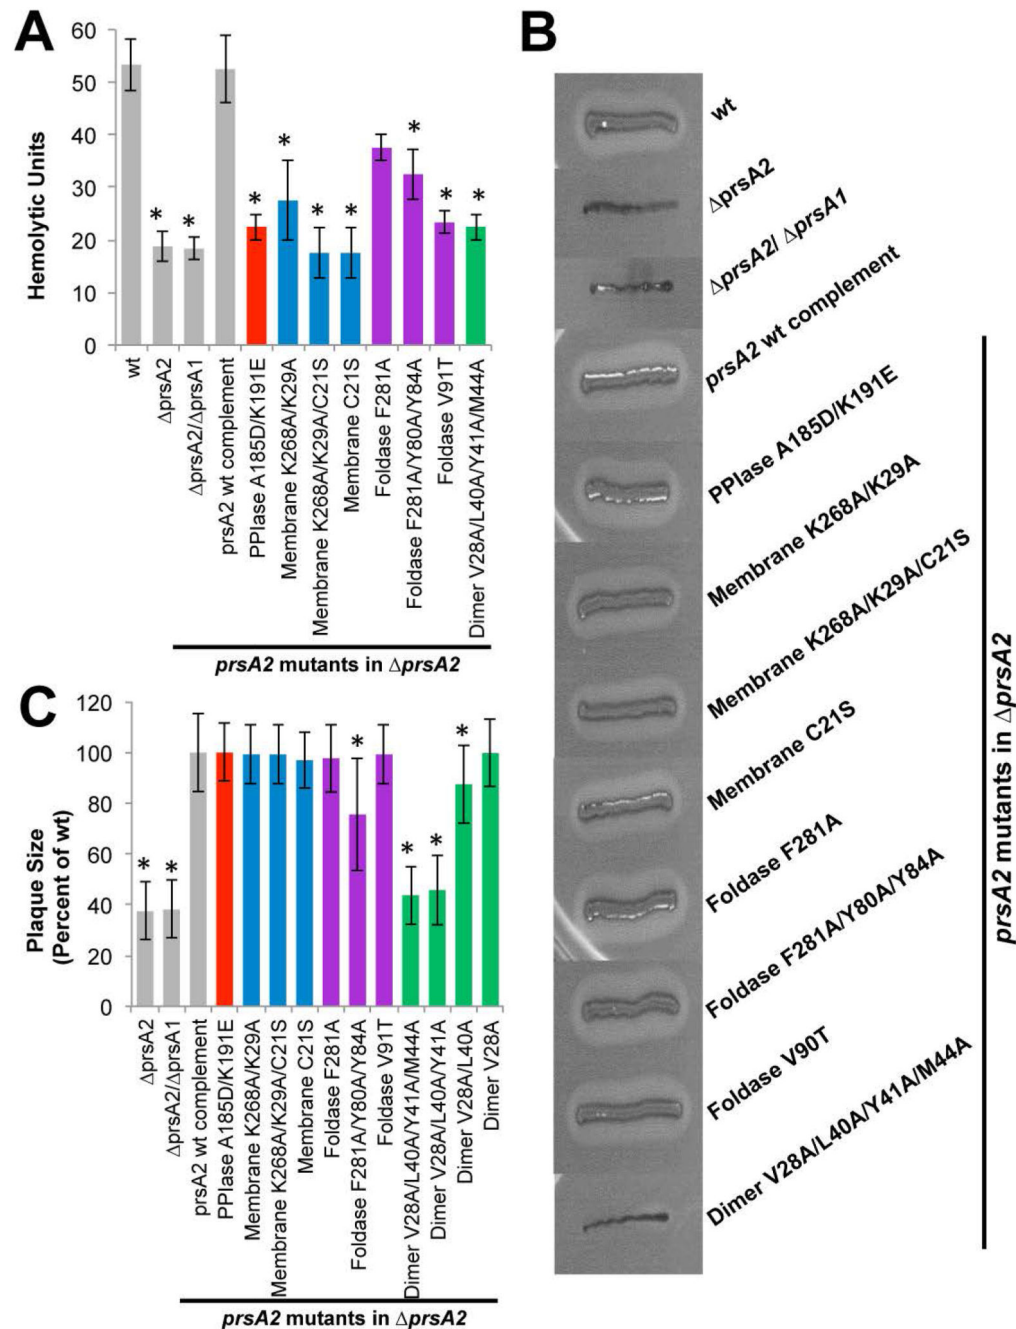 A
60
50
40
30
20
10
0
Hemolytic Units
*
*
*
*
*
*
*
*
*
wt
ΔprsA2
ΔprsA2/ΔprsA1
prsA2 wt complement
PPIase A185D/K191E
Membrane K268A/K29A
Membrane K268A/K29A/C21S
Membrane C21S
Foldase F281A
Foldase F281A/Y80A/Y84A
Foldase V91T
Dimer V28A/L40A/Y41A/M44A
prsA2 mutants in ΔprsA2
B
wt
ΔprsA2
ΔprsA2/ ΔprsA1
prsA2 wt complement
PPIase A185D/K191E
Membrane K268A/K29A
Membrane K268A/K29A/C21S
Membrane C21S
Foldase F281A
Foldase F281A/Y80A/Y84A
Foldase V90T
Dimer V28A/L40A/Y41A/M44A
prsA2 mutants in ΔprsA2
C
120
100
80
60
40
20
0
Plaque Size
(Percent of wt)
*
*
*
*
*
*
ΔprsA2
ΔprsA2/ΔprsA1
prsA2 wt complement
PPIase A185D/K191E
Membrane K268A/K29A
Membrane K268A/K29A/C21S
Membrane C21S
Foldase F281A
Foldase F281A/Y80A/Y84A
Foldase V91T
Dimer V28A/L40A/Y41A/M44A
Dimer V28A/L40A/Y41A
Dimer V28A/L40A
Dimer V28A
prsA2 mutants in ΔprsA2